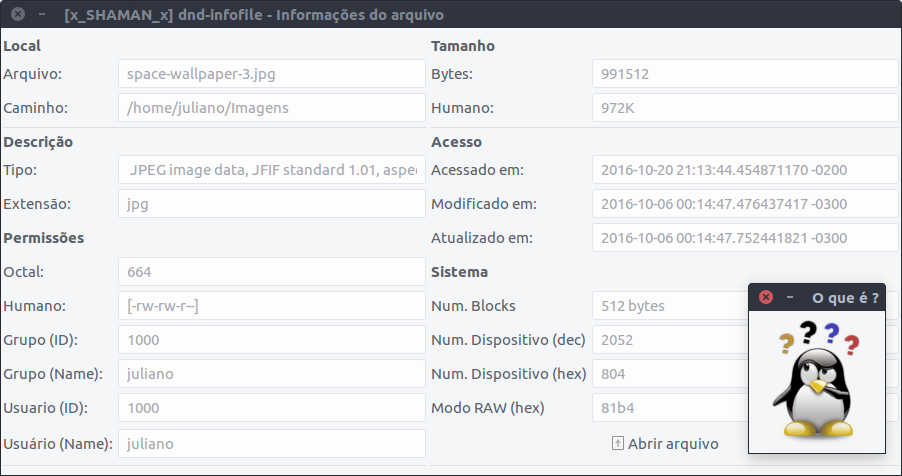 [x_SHAMAN_x] dnd-infofile - Informações do arquivo
Local
Arquivo: space-wallpaper-3.jpg
Caminho: /home/juliano/Imagens
Descrição
Tipo: JPEG image data, JFIF standard 1.01, aspec
Extensão: jpg
Permissões
Octal: 664
Humano: [-rw-rw-r--]
Grupo (ID): 1000
Grupo (Name): juliano
Usuario (ID): 1000
Usuário (Name): juliano
Tamanho
Bytes: 991512
Humano: 972K
Acesso
Acessado em: 2016-10-20 21:13:44.454871170 -0200
Modificado em: 2016-10-06 00:14:47.476437417 -0300
Atualizado em: 2016-10-06 00:14:47.752441821 -0300
Sistema
Num. Blocks 512 bytes
Num. Dispositivo (dec) 2052
Num. Dispositivo (hex) 804
Modo RAW (hex) 81b4
Abrir arquivo
O que é ?
? ? ? ?